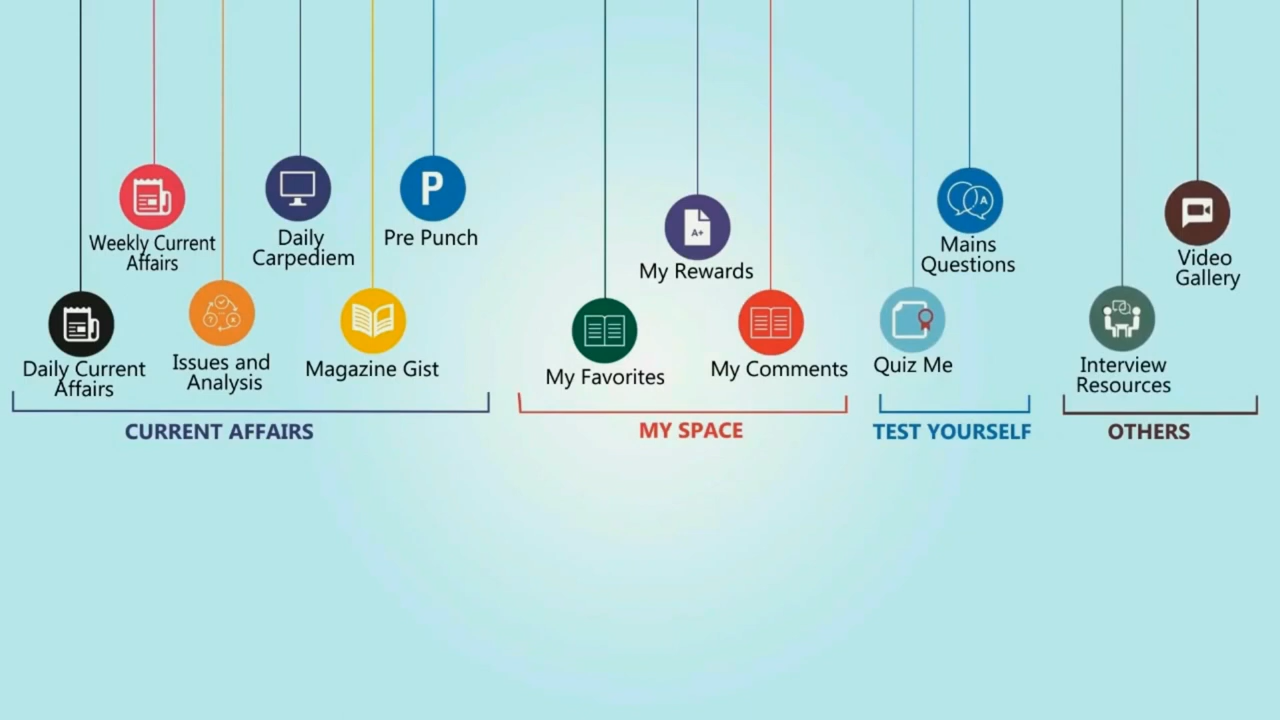 Weekly Current
Affairs
Daily
Carpediem
P
Pre Punch
Daily Current
Affairs
Issues and
Analysis
Magazine Gist
CURRENT AFFAIRS
A+
My Rewards
My Favorites
My Comments
MY SPACE
A
Mains
Questions
Quiz Me
TEST YOURSELF
Video
Gallery
Interview
Resources
OTHERS